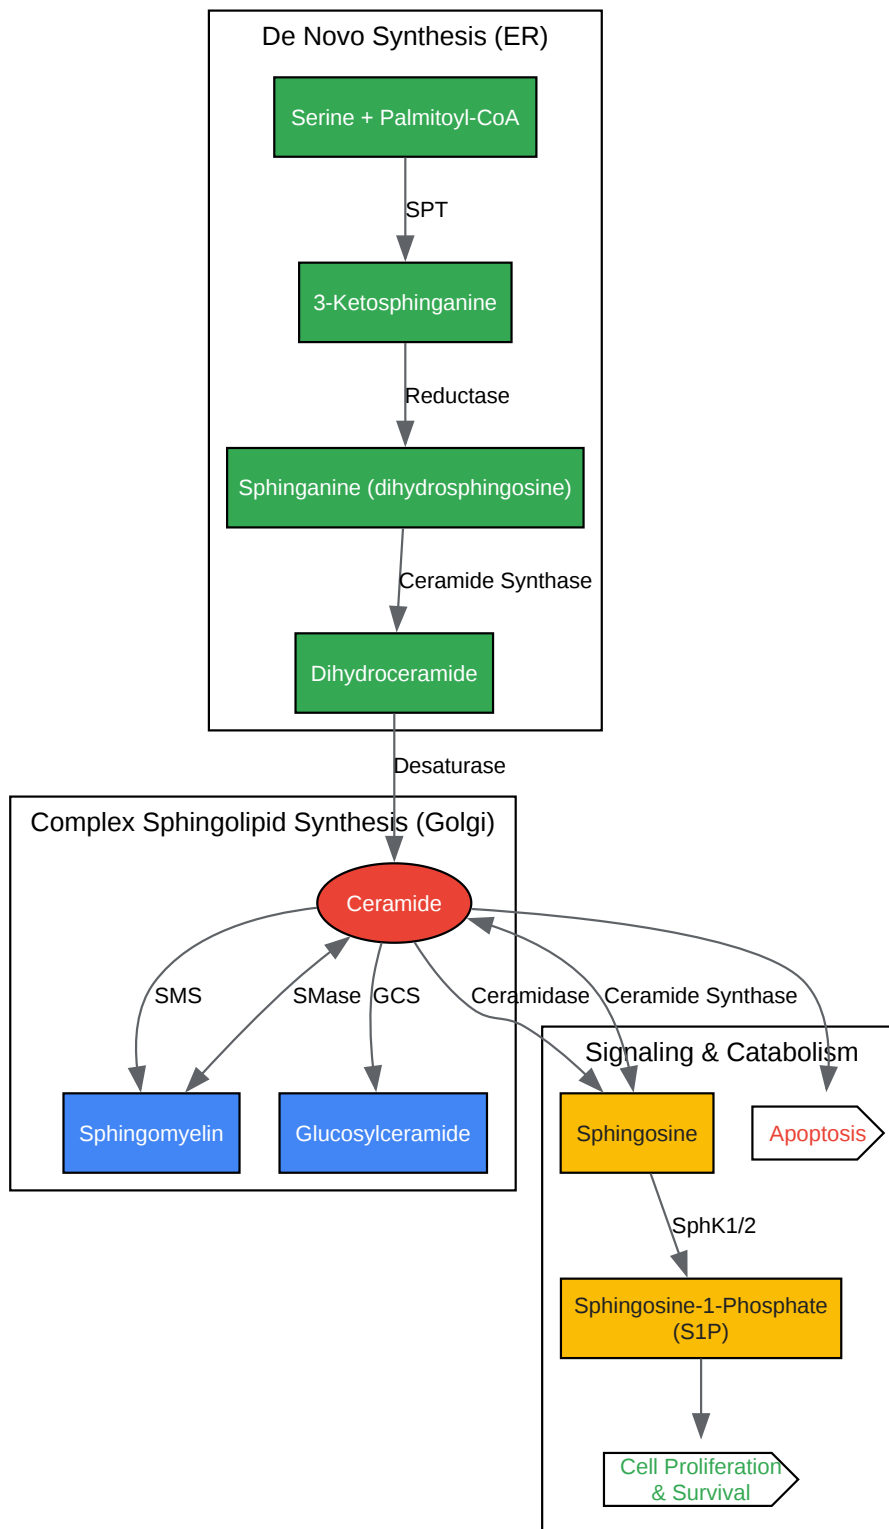 De Novo Synthesis (ER)
Serine + Palmitoyl-CoA
SPT
3-Ketosphinganine
Reductase
Sphinganine (dihydrosphingosine)
Ceramide Synthase
Dihydroceramide
Desaturase
Complex Sphingolipid Synthesis (Golgi)
Ceramide
SMS
SMase
GCS
Ceramidase
Ceramide Synthase
Signaling & Catabolism
Sphingomyelin
Glucosylceramide
Sphingosine
Apoptosis
SphK1/2
Sphingosine-1-Phosphate
(S1P)
Cell Proliferation
& Survival